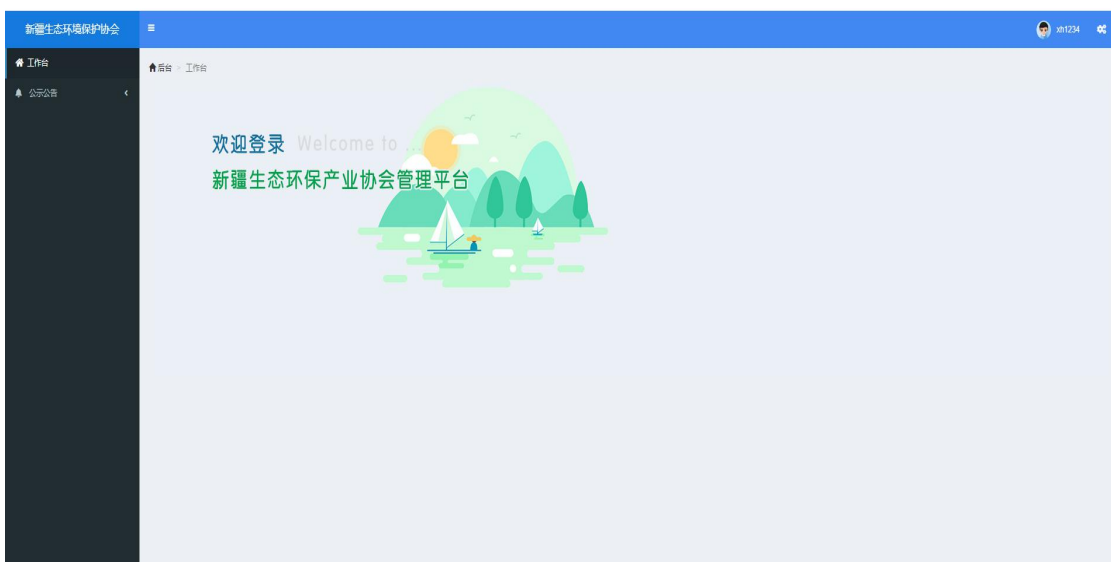 新疆生态环境保护协会
xh1234
工作台
后台 > 工作台
公示公告
欢迎登录 Welcome to ...
新疆生态环保产业协会管理平台